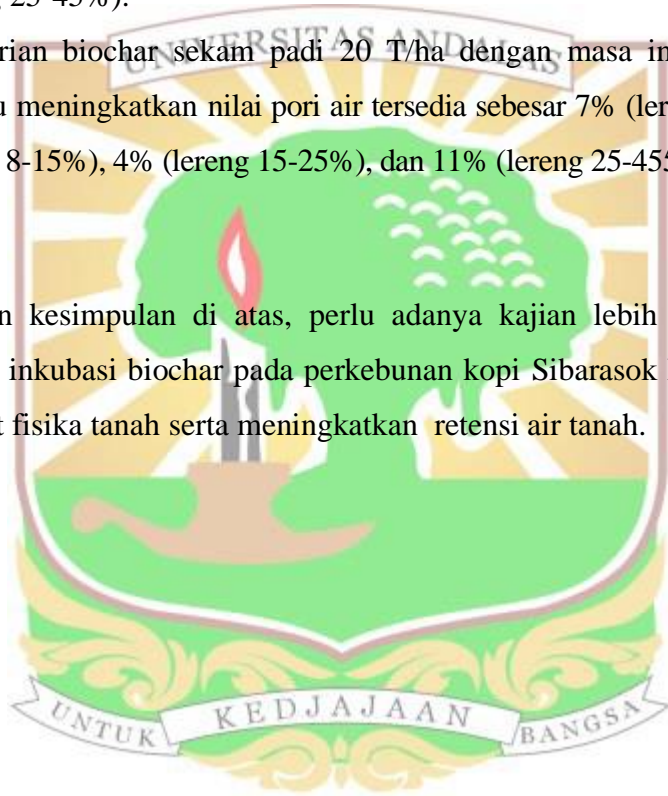 25-45%).
UNIVERSITAS ANDALAS
rian biochar sekam padi 20 T/ha dengan masa in
u meningkatkan nilai pori air tersedia sebesar 7% (ler
8-15%), 4% (lereng 15-25%), dan 11% (lereng 25-455
n kesimpulan di atas, perlu adanya kajian lebih
inkubasi biochar pada perkebunan kopi Sibarasok
t fisika tanah serta meningkatkan retensi air tanah.
UNTUK KEDJAJAAN BANGSA